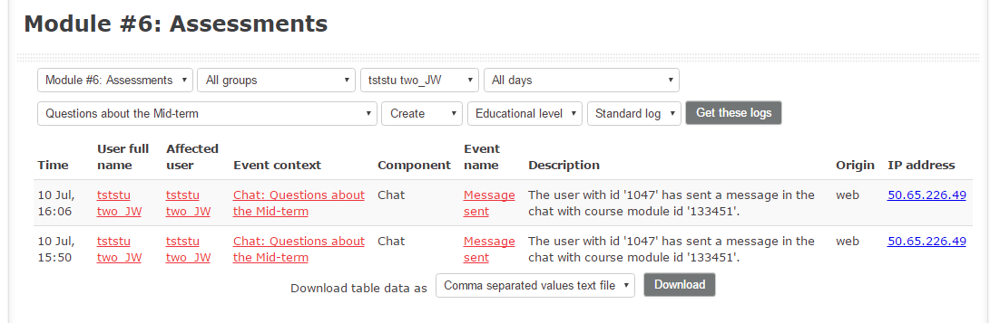 Module #6: Assessments
Module #6: Assessments All groups tststu two_JW All days
Questions about the Mid-term Create Educational level Standard log Get these logs
Time User full name Affected user Event context Component Event name Description Origin IP address
10 Jul, 16:06 tststu two_JW tststu two_JW Chat: Questions about the Mid-term Chat Message sent The user with id '1047' has sent a message in the chat with course module id '133451'. web 50.65.226.49
10 Jul, 15:50 tststu two_JW tststu two_JW Chat: Questions about the Mid-term Chat Message sent The user with id '1047' has sent a message in the chat with course module id '133451'. web 50.65.226.49
Download table data as Comma separated values text file Download